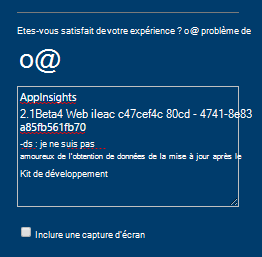 Etes-vous satisfait de votre expérience ? o@ problème de
o@
AppInsights
2.1Beta4 Web ileac c47cef4c 80cd - 4741-8e83
a85fb561fb70
-ds : je ne suis pas
amoureux de l'obtention de données de la mise à jour après le
Kit de développement
Inclure une capture d'écran